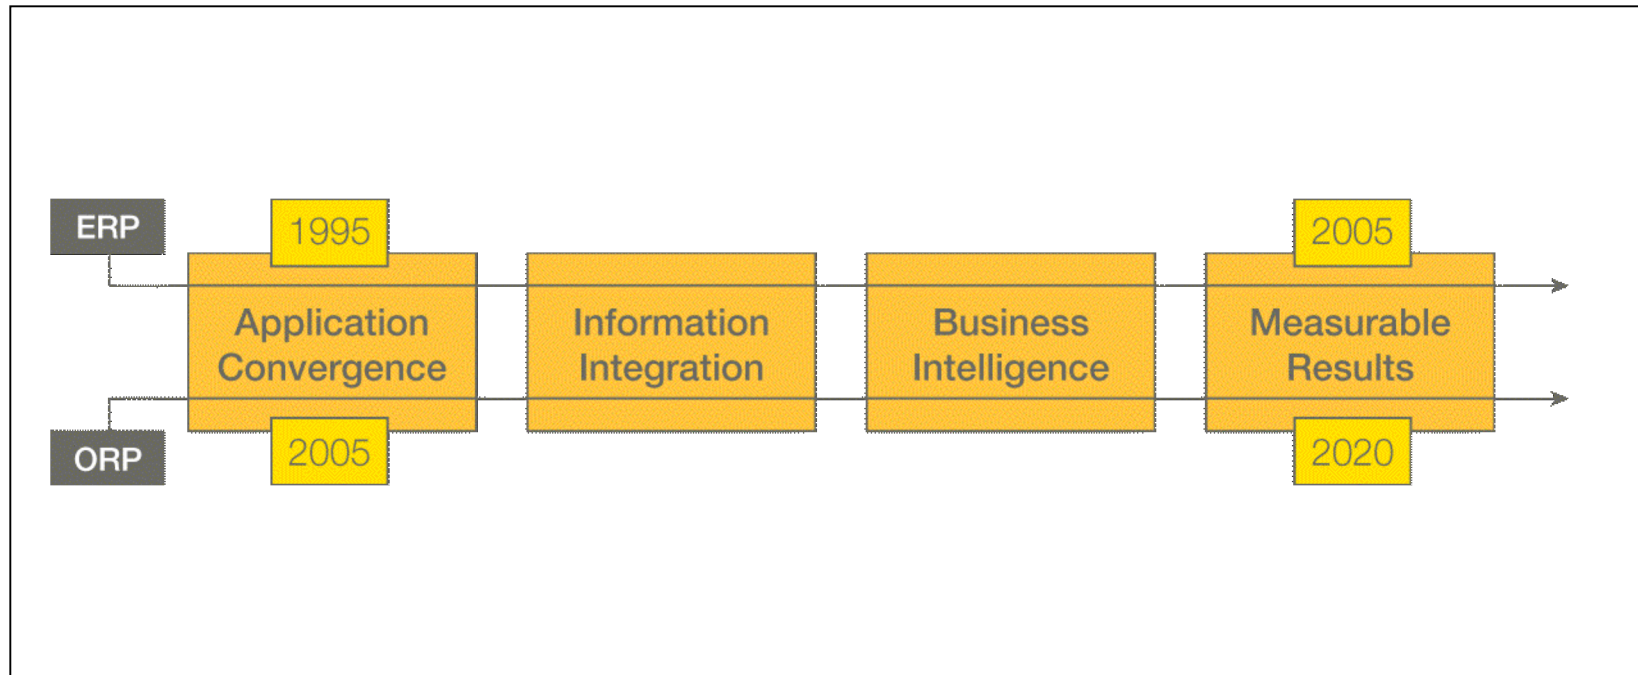 ERP
1995
2005
Application
Convergence
Information
Integration
Business
Intelligence
Measurable
Results
ORP
2005
2020